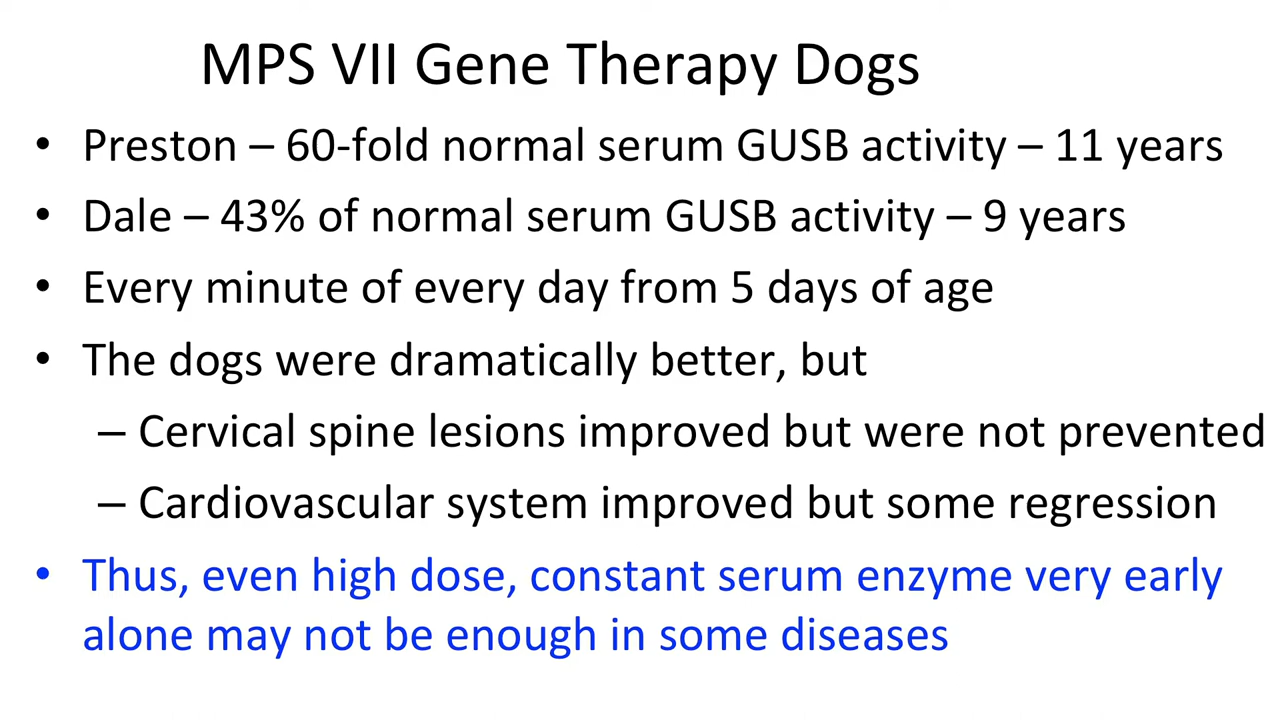 MPS VII Gene Therapy Dogs
• Preston – 60-fold normal serum GUSB activity – 11 years
• Dale – 43% of normal serum GUSB activity – 9 years
• Every minute of every day from 5 days of age
• The dogs were dramatically better, but
– Cervical spine lesions improved but were not prevented
– Cardiovascular system improved but some regression
• Thus, even high dose, constant serum enzyme very early
alone may not be enough in some diseases